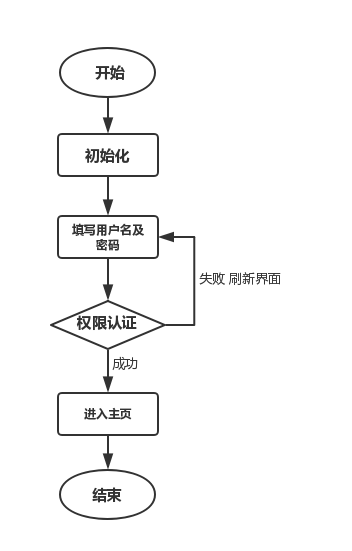 开始
初始化
填写用户名及
密码
失败 刷新界面
权限认证
成功
进入主页
结束